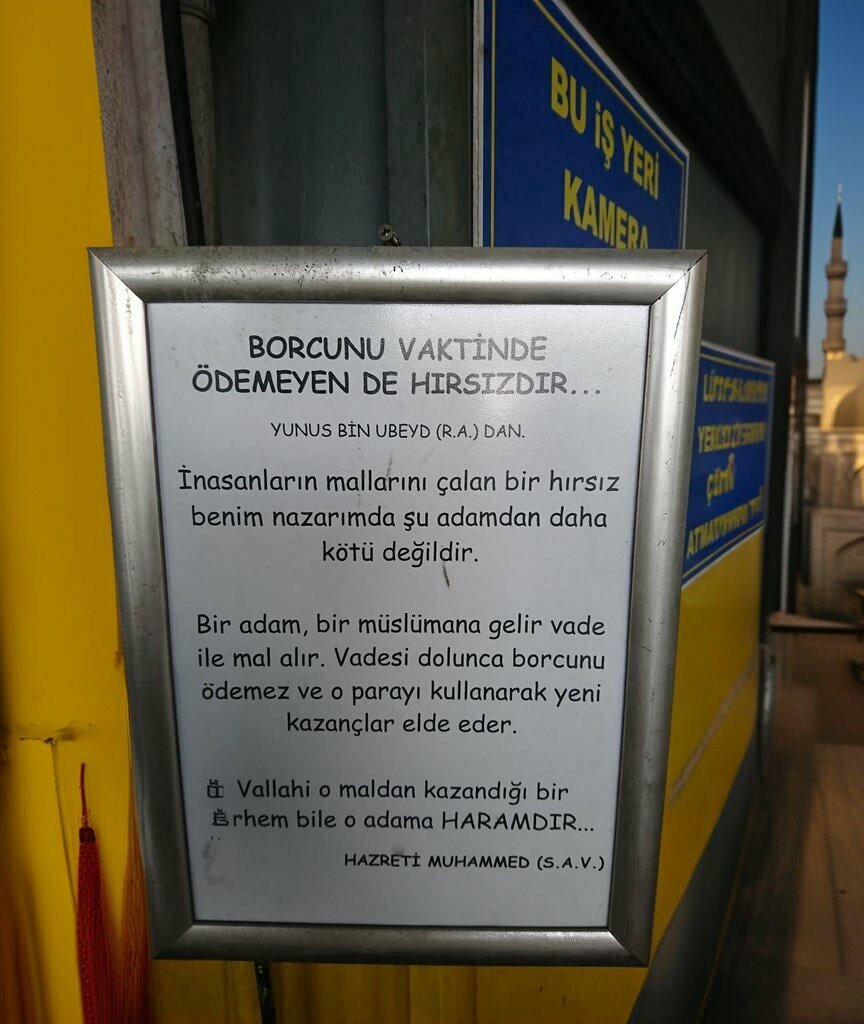 BU İŞ YERİ
KAMERA
BORCUNU VAKTİNDE
ÖDEMEYEN DE HIRSIZDIR...
YUNUS BİN UBEYD (R.A.) DAN.
İnasanların mallarını çalan bir hırsız
benim nazarımda şu adamdan daha
kötü değildir.
Bir adam, bir müslümana gelir vade
ile mal alır. Vadesi dolunca borcunu
ödemez ve o parayı kullanarak yeni
kazançlar elde eder.
Vallahi o maldan kazandığı bir
rhem bile o adama HARAMDIR...
HAZRETİ MUHAMMED (S.A.V.)